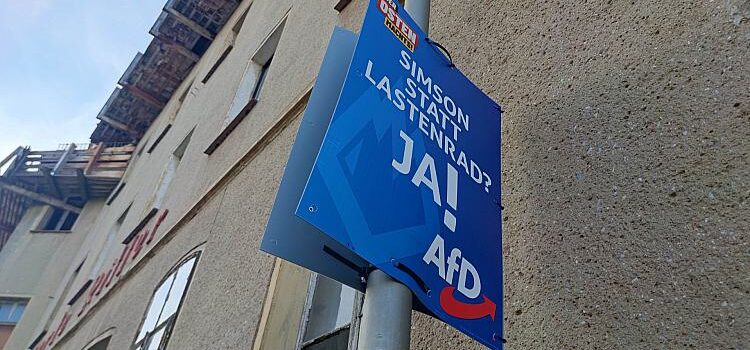 OSTEN
SIMSON
STATT
LASTENRAD?
JA!
AfD